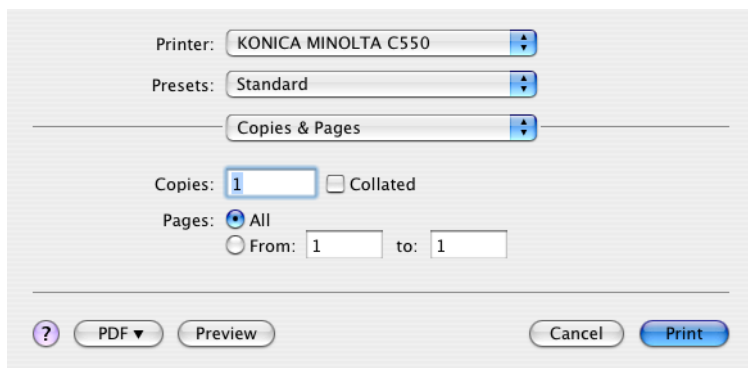 Printer: KONICA MINOLTA C550
Presets: Standard
Copies & Pages
Copies: 1 Collated
Pages: All
From: 1 to: 1
? PDF ▼ Preview Cancel Print